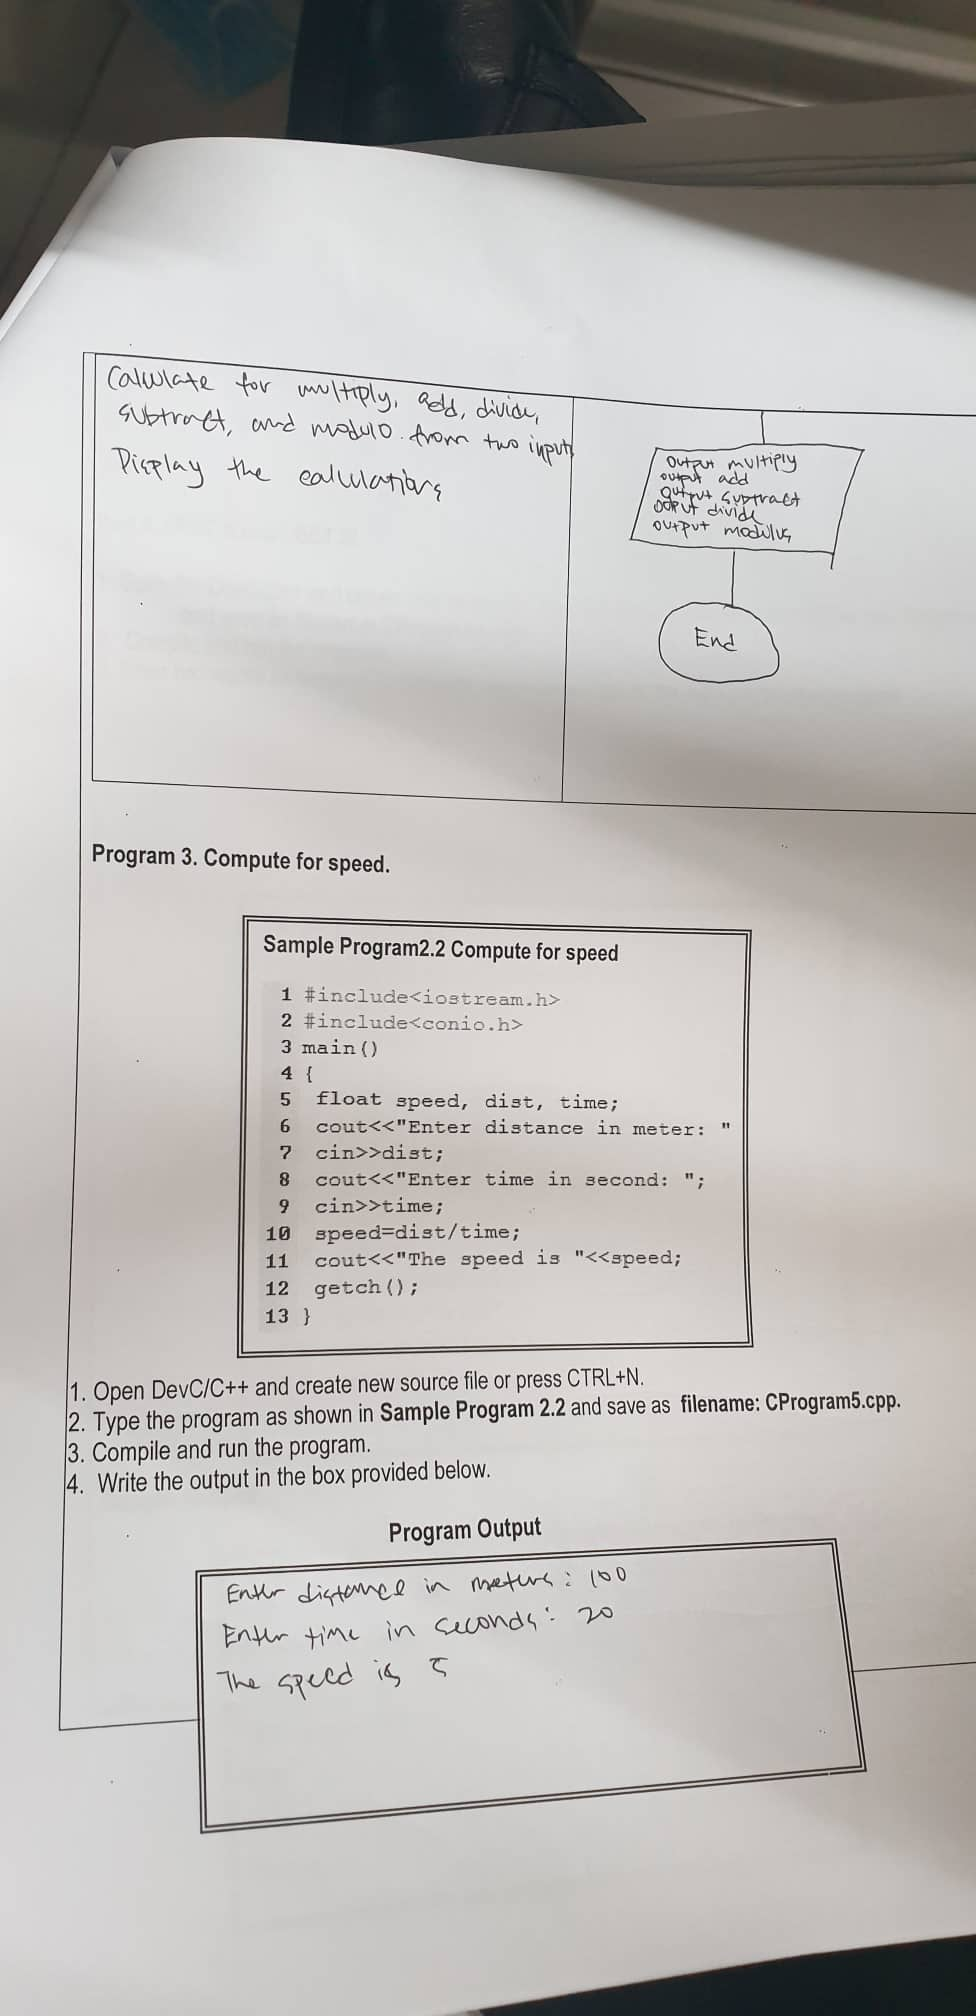 Calculate for multiply, add, divide,
subtract, and modulo. from two inputs
Display the calculations
output multiply
output add
output subtract
output divide
output modulus
End
Program 3. Compute for speed.
Sample Program2.2 Compute for speed
1 #include<iostream.h>
2 #include<conio.h>
3 main()
4 {
5 float speed, dist, time;
6 cout<<"Enter distance in meter: "
7 cin>>dist;
8 cout<<"Enter time in second: ";
9 cin>>time;
10 speed=dist/time;
11 cout<<"The speed is "<<speed;
12 getch();
13 }
1. Open DevC/C++ and create new source file or press CTRL+N.
2. Type the program as shown in Sample Program 2.2 and save as filename: CProgram5.cpp.
3. Compile and run the program.
4. Write the output in the box provided below.
Program Output
Enter distance in meters: 100
Enter time in seconds: 20
The speed is 5